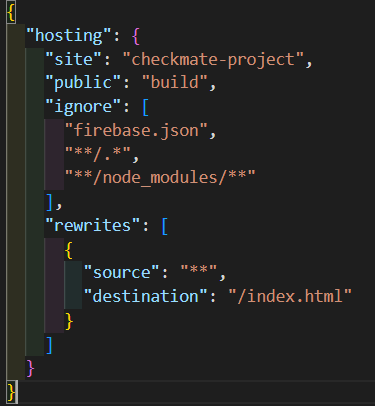 {
  "hosting": {
    "site": "checkmate-project",
    "public": "build",
    "ignore": [
      "firebase.json",
      "**/.*",
      "**/node_modules/**"
    ],
    "rewrites": [
      {
        "source": "**",
        "destination": "/index.html"
      }
    ]
  }
}